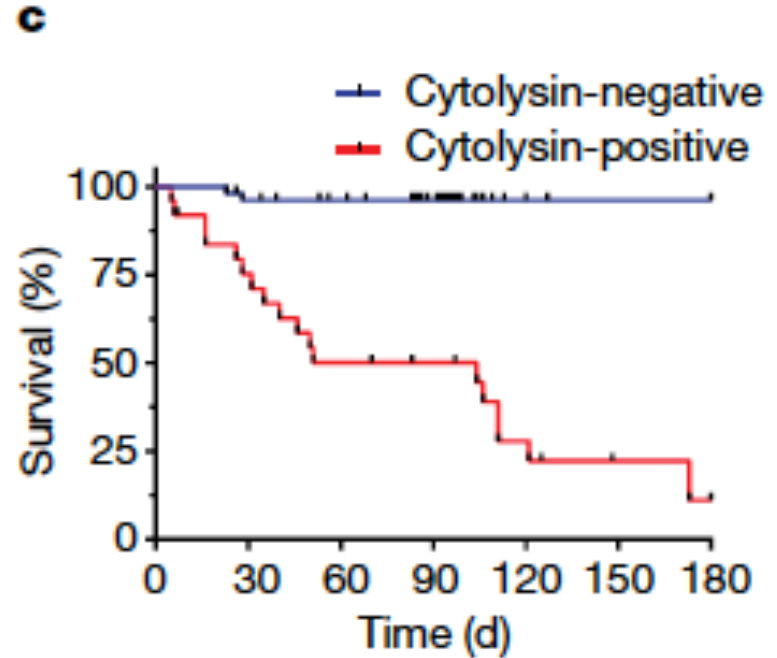 c
Cytolysin-negative
Cytolysin-positive
100
75
50
25
0
Survival (%)
0 30 60 90 120 150 180
Time (d)